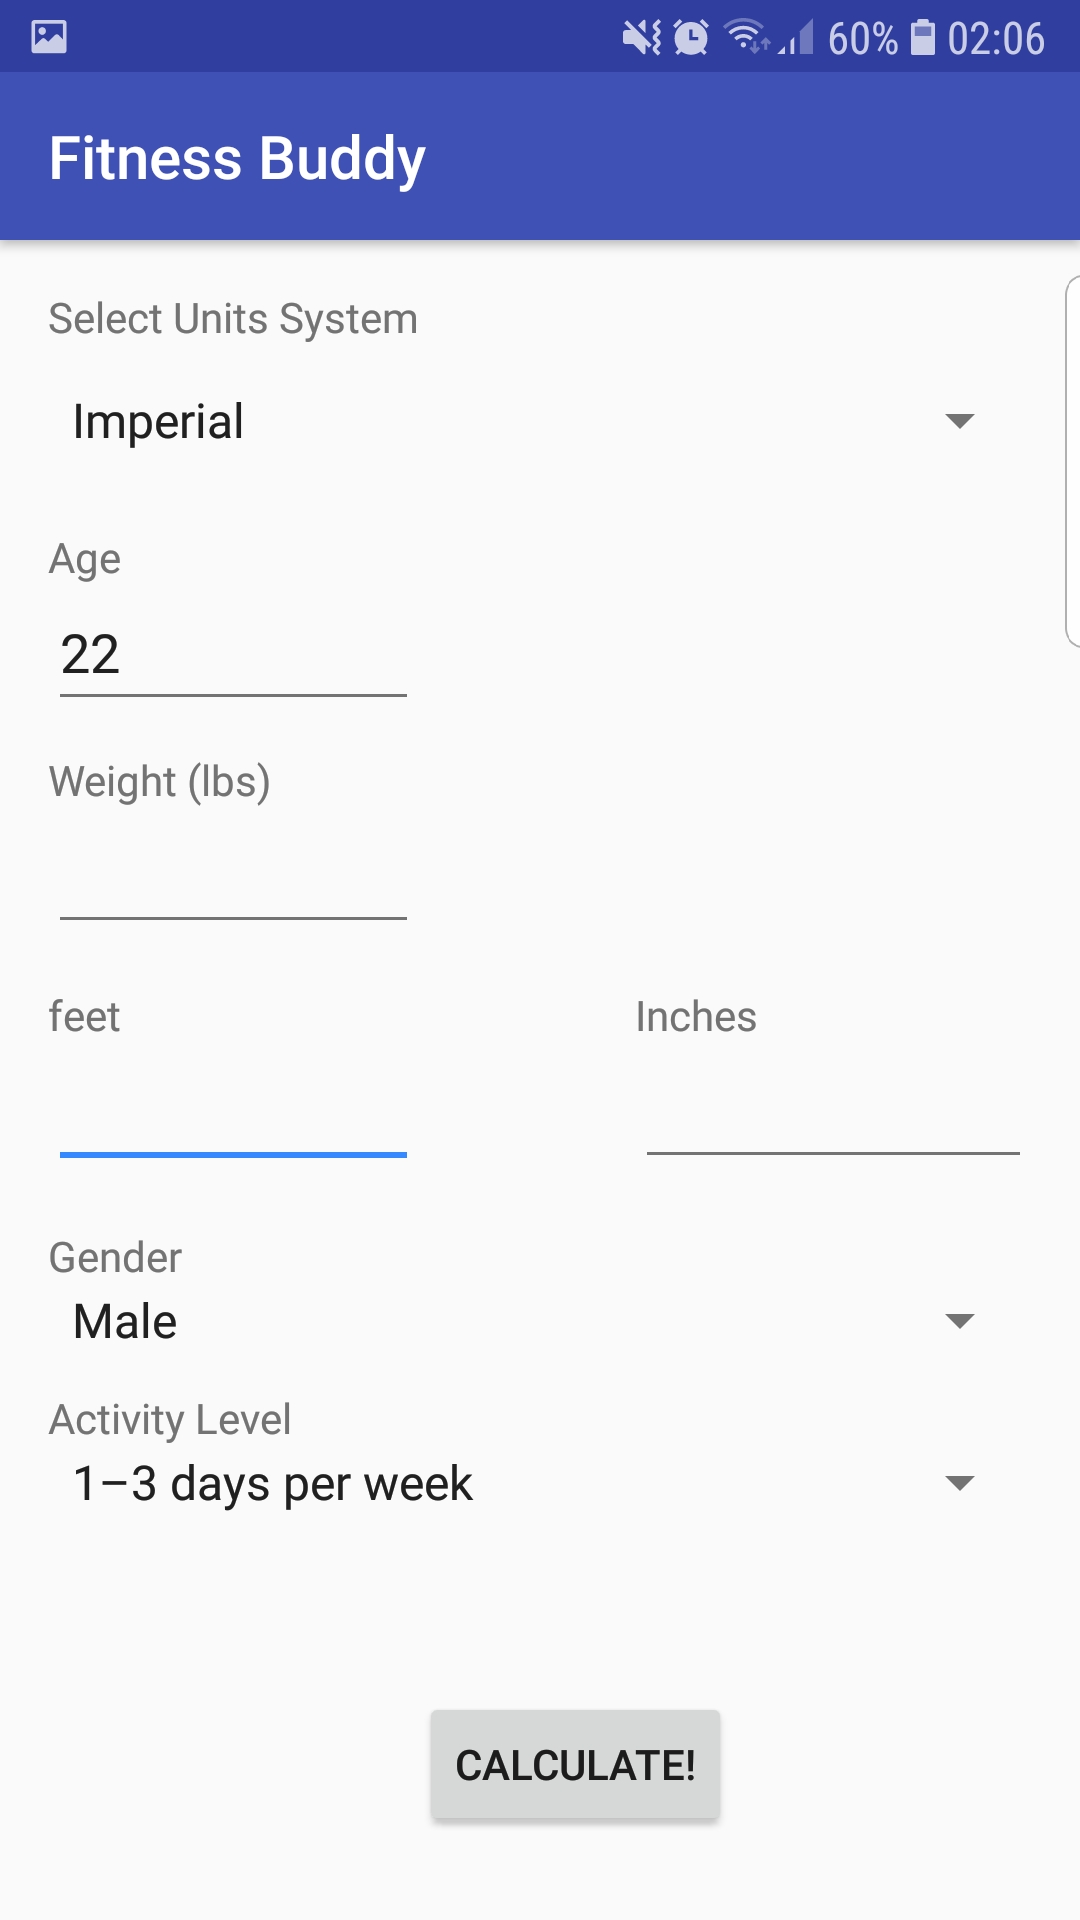 60% 02:06
Fitness Buddy
Select Units System
Imperial
Age
22
Weight (lbs)
feet Inches
Gender
Male
Activity Level
1–3 days per week
CALCULATE!